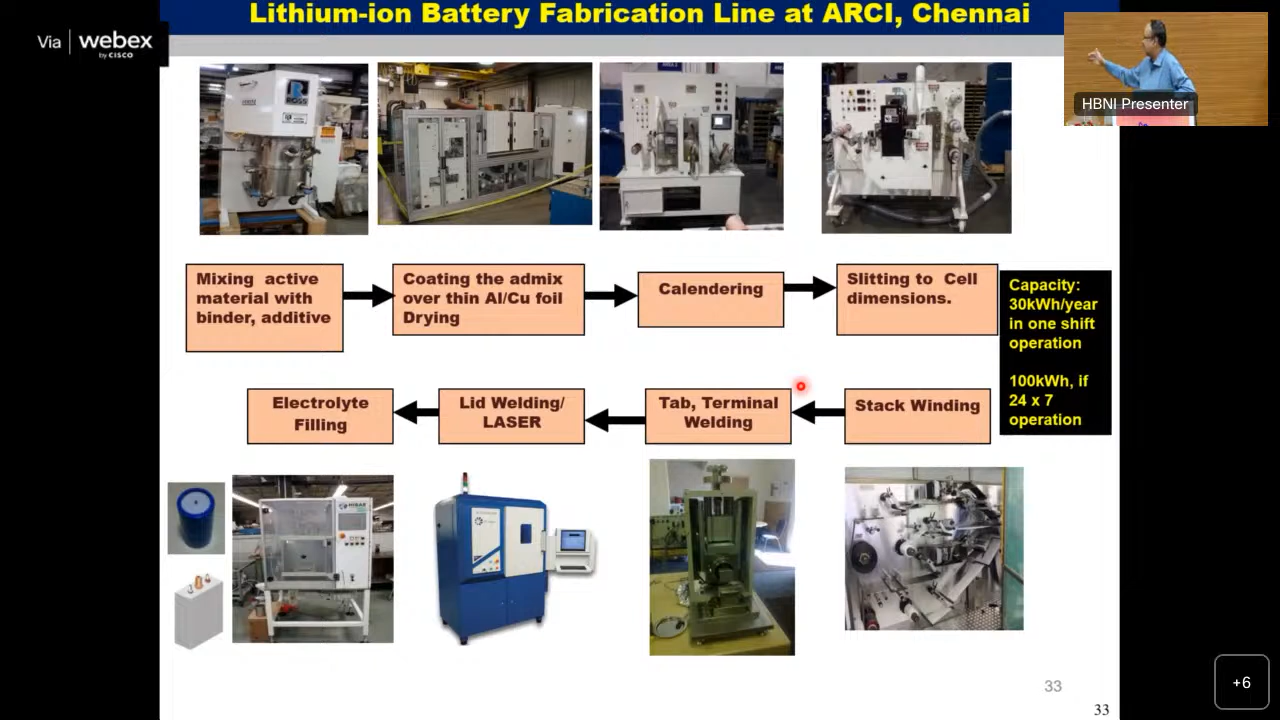 Lithium-ion Battery Fabrication Line at ARCI, Chennai
Via
webex
by CISCO
HBNI Presenter
Mixing active
material with
binder, additive
Coating the admix
over thin Al/Cu foil
Drying
Calendering
Slitting to Cell
dimensions.
Capacity:
30kWh/year
in one shift
operation
100kWh, if
24 x 7
operation
Electrolyte
Filling
Lid Welding/
LASER
Tab, Terminal
Welding
Stack Winding
HIBAR
33
33
+6